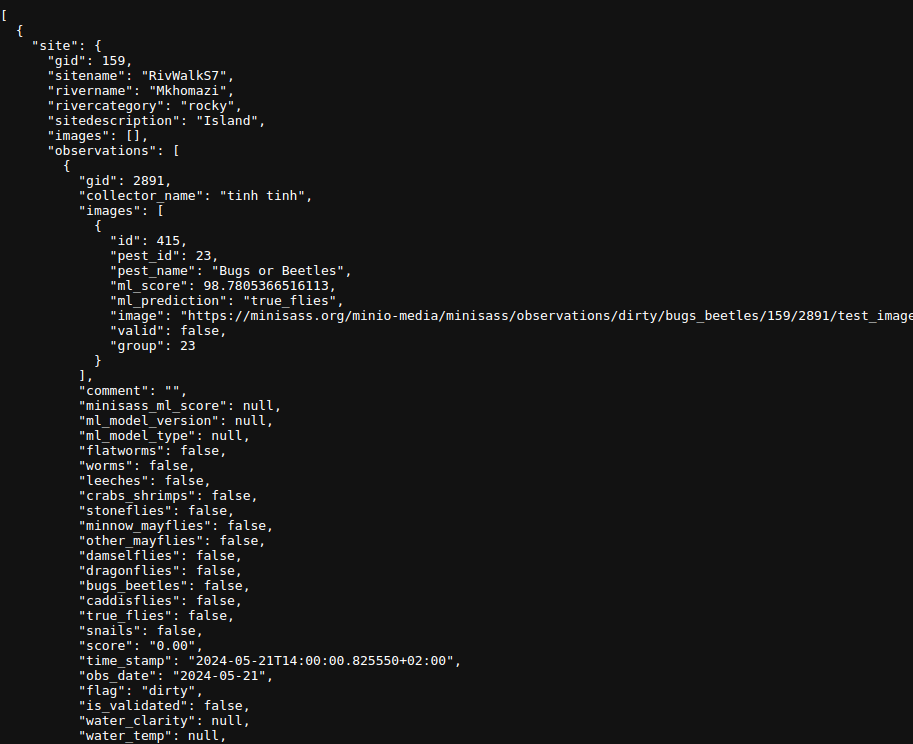 [
  {
    "site": {
      "gid": 159,
      "sitename": "RivWalkS7",
      "rivername": "Mkhomazi",
      "rivercategory": "rocky",
      "sitedescription": "Island",
      "images": [],
      "observations": [
        {
          "gid": 2891,
          "collector_name": "tinh tinh",
          "images": [
            {
              "id": 415,
              "pest_id": 23,
              "pest_name": "Bugs or Beetles",
              "ml_score": 98.7805366516113,
              "ml_prediction": "true_flies",
              "image": "https://minisass.org/minio-media/minisass/observations/dirty/bugs_beetles/159/2891/test_image
              "valid": false,
              "group": 23
            }
          ],
          "comment": "",
          "minisass_ml_score": null,
          "ml_model_version": null,
          "ml_model_type": null,
          "flatworms": false,
          "worms": false,
          "leeches": false,
          "crabs_shrimps": false,
          "stoneflies": false,
          "minnow_mayflies": false,
          "other_mayflies": false,
          "damselflies": false,
          "dragonflies": false,
          "bugs_beetles": false,
          "caddisflies": false,
          "true_flies": false,
          "snails": false,
          "score": "0.00",
          "time_stamp": "2024-05-21T14:00:00.825550+02:00",
          "obs_date": "2024-05-21",
          "flag": "dirty",
          "is_validated": false,
          "water_clarity": null,
          "water_temp": null,